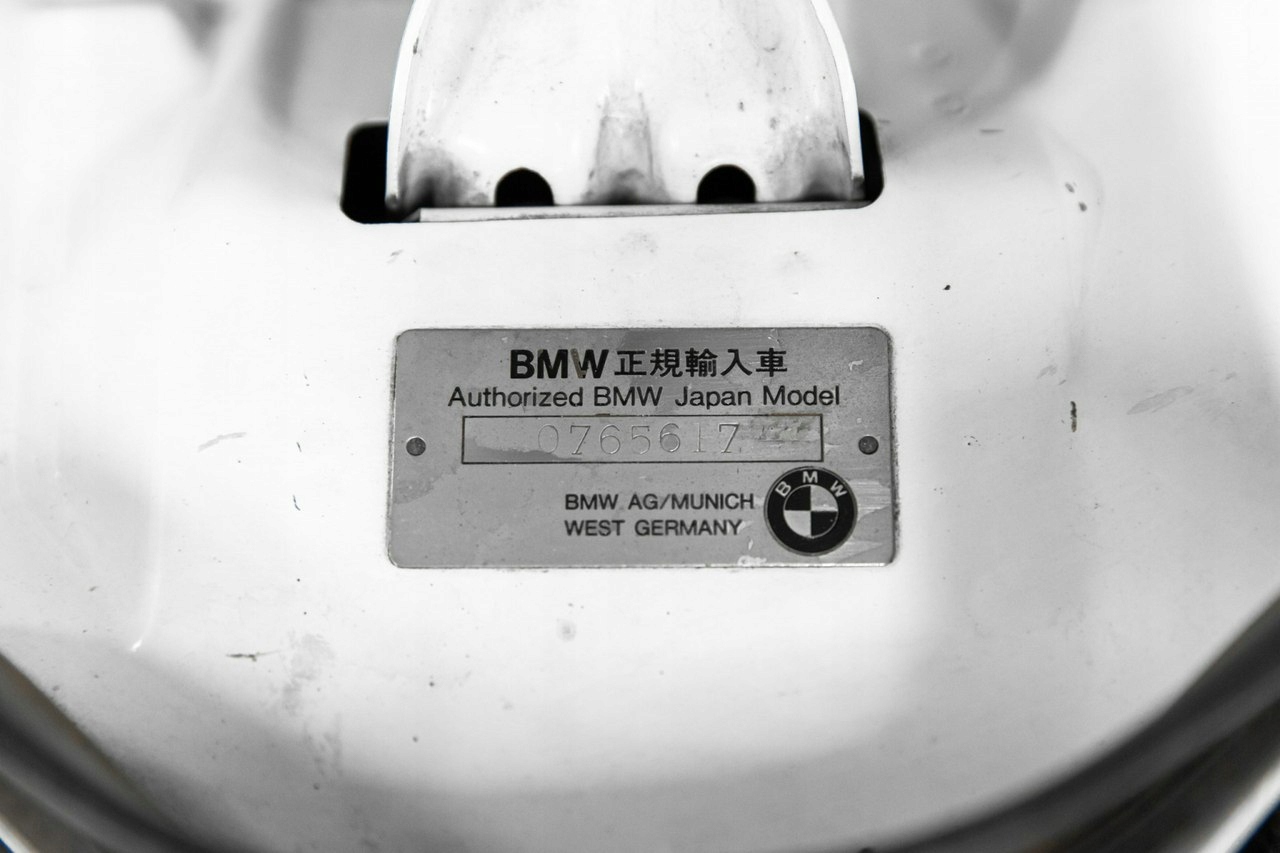 BMW正規輸入車
Authorized BMW Japan Model
0765617
BMW AG/MUNICH
WEST GERMANY
BMW